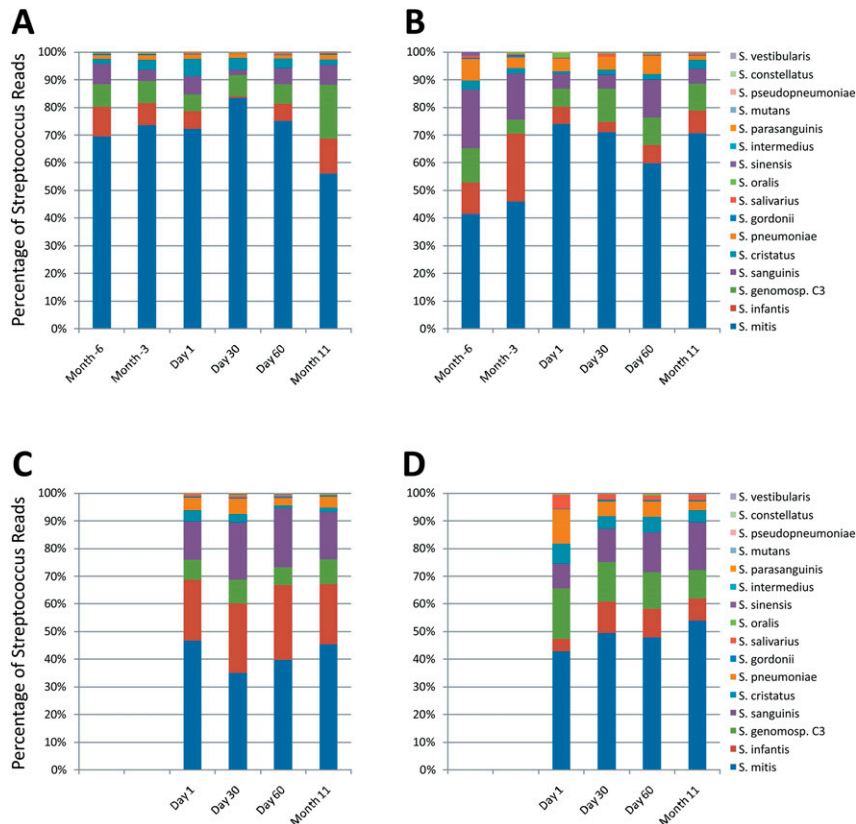 A
B
Percentage of Streptococcus Reads
100%
90%
80%
70%
60%
50%
40%
30%
20%
10%
0%
Month -6
Month -3
Day 1
Day 30
Day 60
Month 11
100%
90%
80%
70%
60%
50%
40%
30%
20%
10%
0%
Month -6
Month -3
Day 1
Day 30
Day 60
Month 11
S. vestibularis
S. constellatus
S. pseudopneumoniae
S. mutans
S. parasanguinis
S. intermedius
S. sinensis
S. oralis
S. salivarius
S. gordonii
S. pneumoniae
S. cristatus
S. sanguinis
S. genomosp. C3
S. infantis
S. mitis
C
D
Percentage of Streptococcus Reads
100%
90%
80%
70%
60%
50%
40%
30%
20%
10%
0%
Day 1
Day 30
Day 60
Month 11
100%
90%
80%
70%
60%
50%
40%
30%
20%
10%
0%
Day 1
Day 30
Day 60
Month 11
S. vestibularis
S. constellatus
S. pseudopneumoniae
S. mutans
S. parasanguinis
S. intermedius
S. sinensis
S. oralis
S. salivarius
S. gordonii
S. pneumoniae
S. cristatus
S. sanguinis
S. genomosp. C3
S. infantis
S. mitis